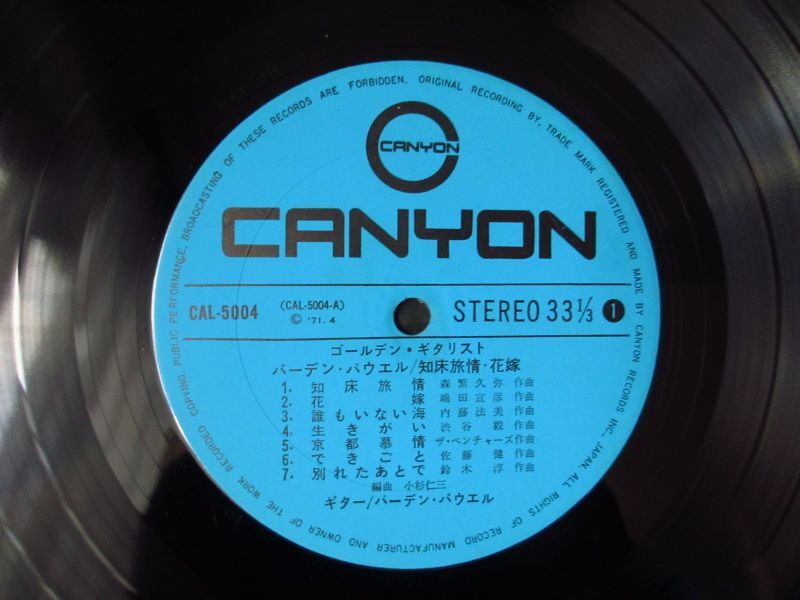 CANYON
CANYON
CAL-5004
(CAL-5004-A)
© '71. 4
STEREO 33 1/3 1
ゴールデン・ギタリスト
バーデン・パウエル/知床旅情・花嫁
1. 知床旅情 森繁久弥 作曲
2. 花嫁 端田宣彦 作曲
3. 誰もいない海 内藤法美 作曲
4. 生きがい 渋谷毅 作曲
5. 京都慕情 ザ・ベンチャーズ作曲
6. できごと 佐藤健 作曲
7. 別れたあとで 鈴木淳 作曲
編曲 小杉仁三
ギター/バーデン・パウエル
ORIGINAL RECORDING BY, TRADE MARK REGISTERED AND MADE BY CANYON RECORDS INC, JAPAN. ALL RIGHTS OF RECORD MANUFACTURER AND OWNER OF THE WORK RECORDED COPYING, PUBLIC PERFORMANCE, BROADCASTING OF THESE RECORDS ARE FORBIDDEN.